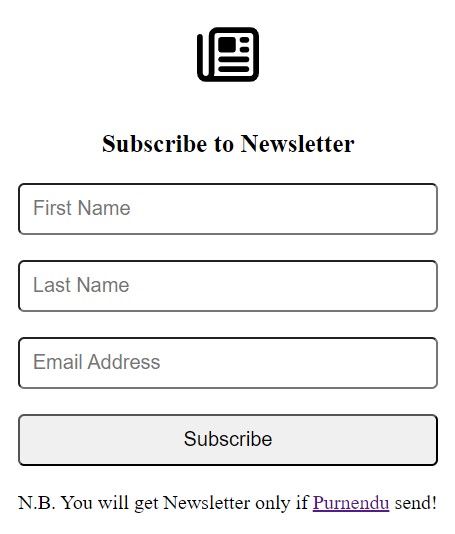 Subscribe to Newsletter
First Name
Last Name
Email Address
Subscribe
N.B. You will get Newsletter only if Purnendu send!